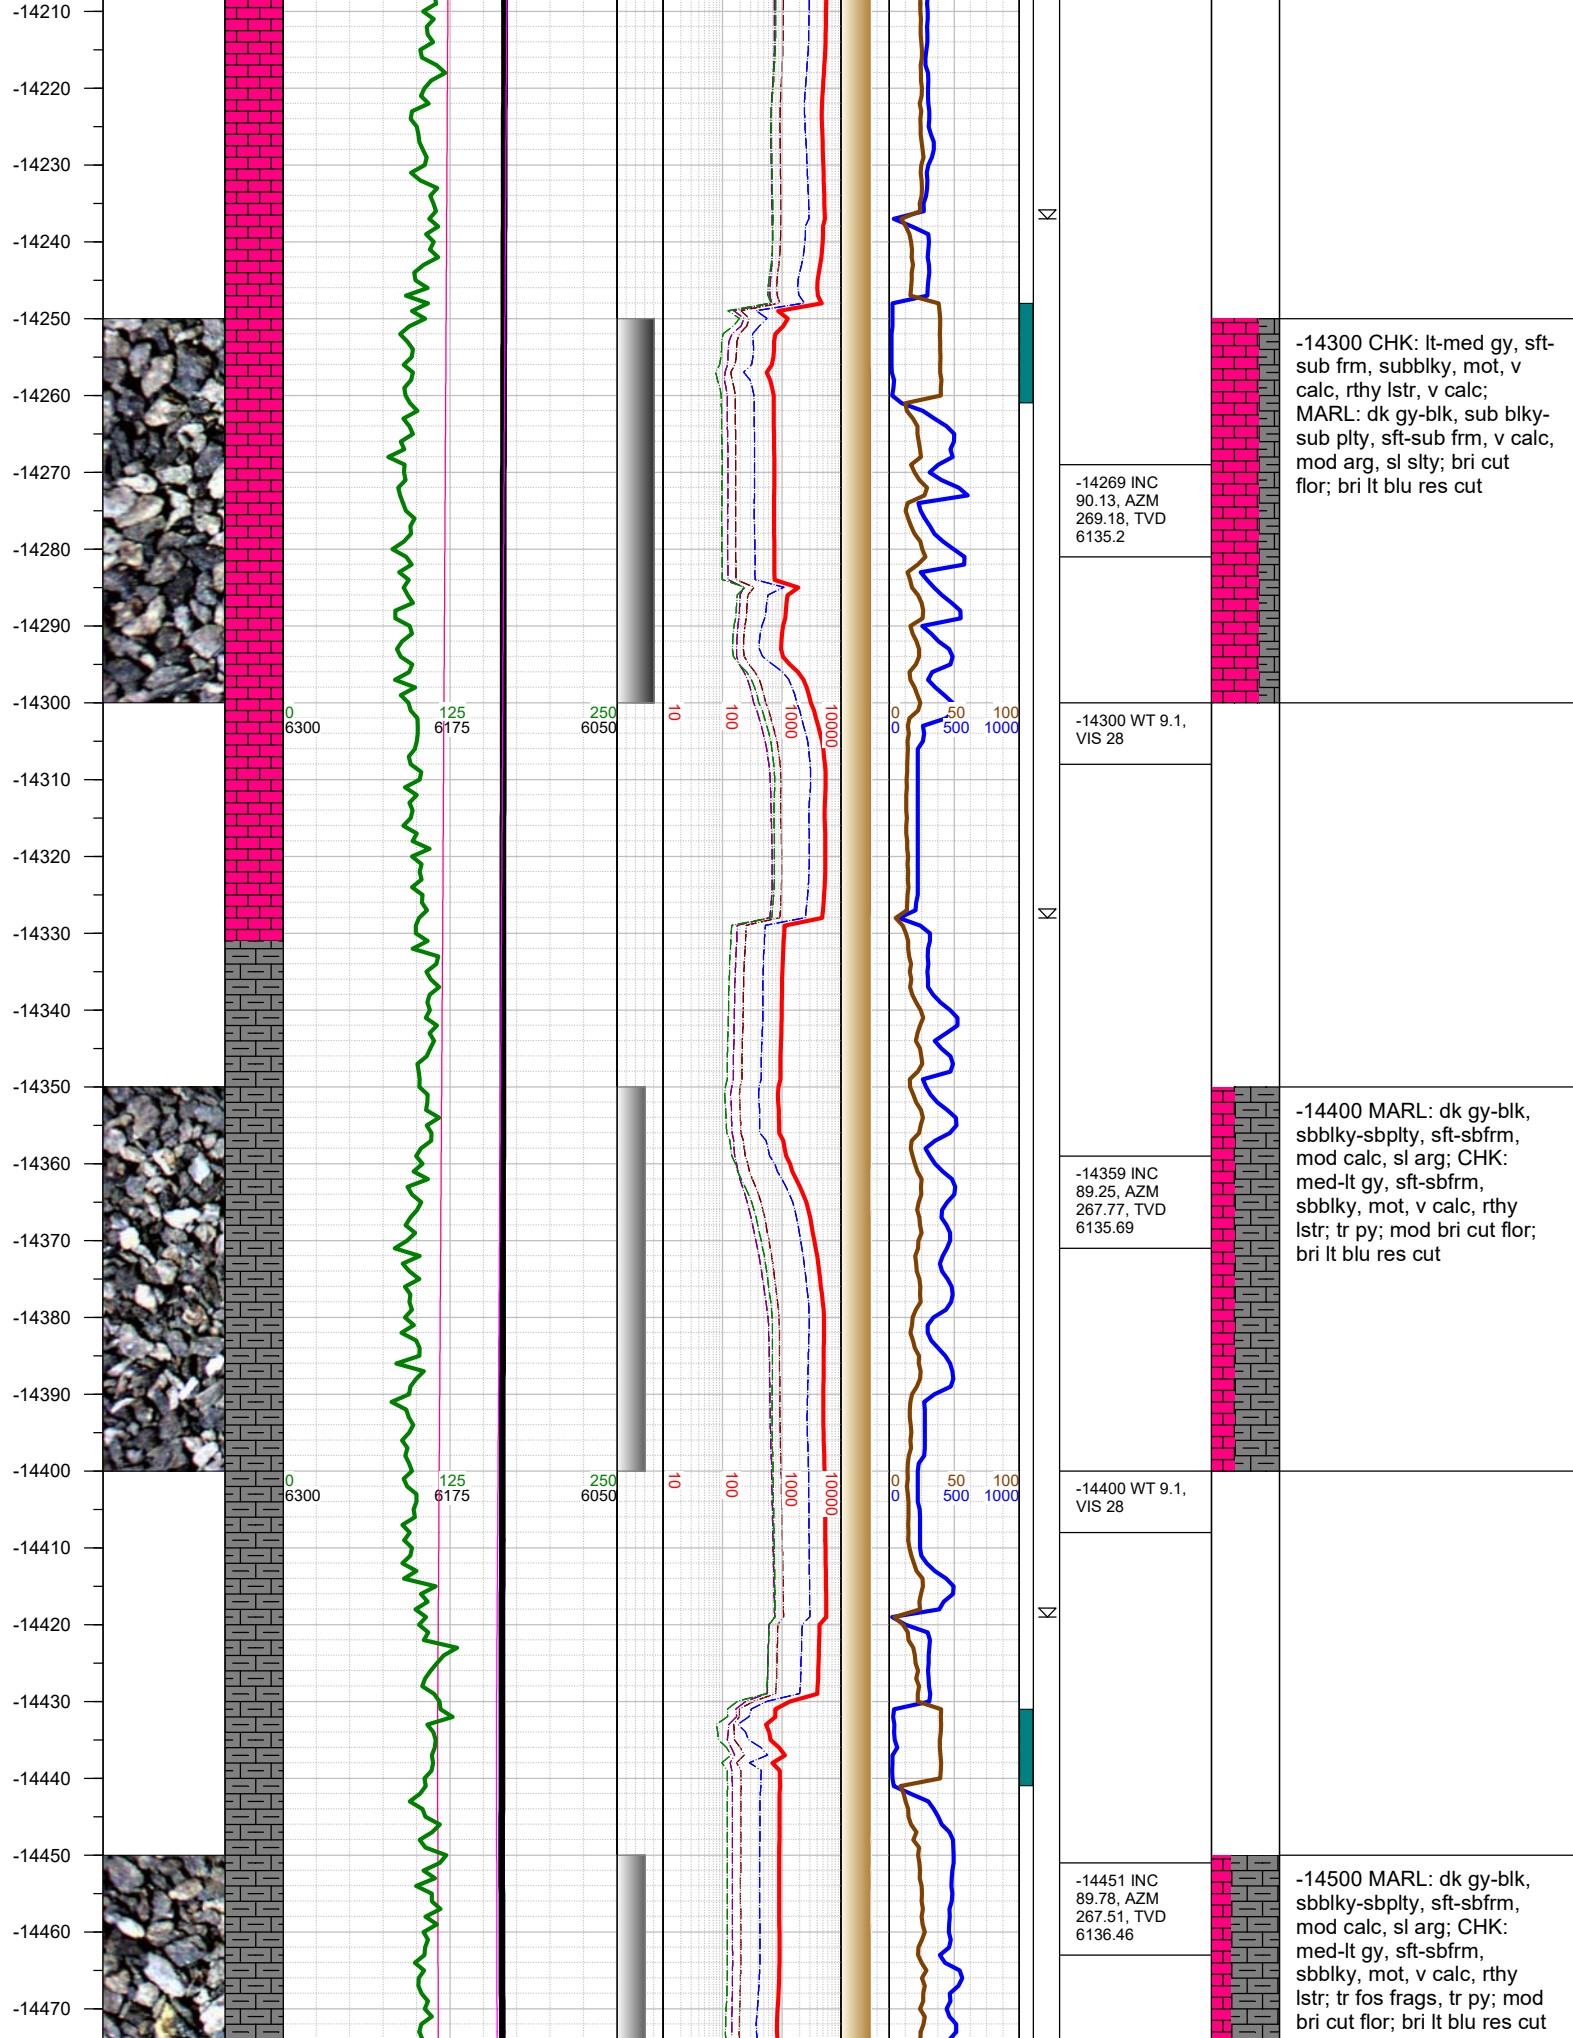 -14210
-14220
-14230
-14240
-14250
-14260
-14270
-14280
-14290
-14300
-14310
-14320
-14330
-14340
-14350
-14360
-14370
-14380
-14390
-14400
-14410
-14420
-14430
-14440
-14450
-14460
-14470
0 125 250
6300 6175 6050
10 100 1000 10000
0 50 100
0 500 1000
0 125 250
6300 6175 6050
10 100 1000 10000
0 50 100
0 500 1000
-14269 INC
90.13, AZM
269.18, TVD
6135.2
-14300 WT 9.1,
VIS 28
-14359 INC
89.25, AZM
267.77, TVD
6135.69
-14400 WT 9.1,
VIS 28
-14451 INC
89.78, AZM
267.51, TVD
6136.46
-14300 CHK: lt-med gy, sft-
sub frm, subblky, mot, v
calc, rthy lstr, v calc;
MARL: dk gy-blk, sub blky-
sub plty, sft-sub frm, v calc,
mod arg, sl slty; bri cut
flor; bri lt blu res cut
-14400 MARL: dk gy-blk,
sbblky-sbplty, sft-sbfrm,
mod calc, sl arg; CHK:
med-lt gy, sft-sbfrm,
sbblky, mot, v calc, rthy
lstr; tr py; mod bri cut flor;
bri lt blu res cut
-14500 MARL: dk gy-blk,
sbblky-sbplty, sft-sbfrm,
mod calc, sl arg; CHK:
med-lt gy, sft-sbfrm,
sbblky, mot, v calc, rthy
lstr; tr fos frags, tr py; mod
bri cut flor; bri lt blu res cut